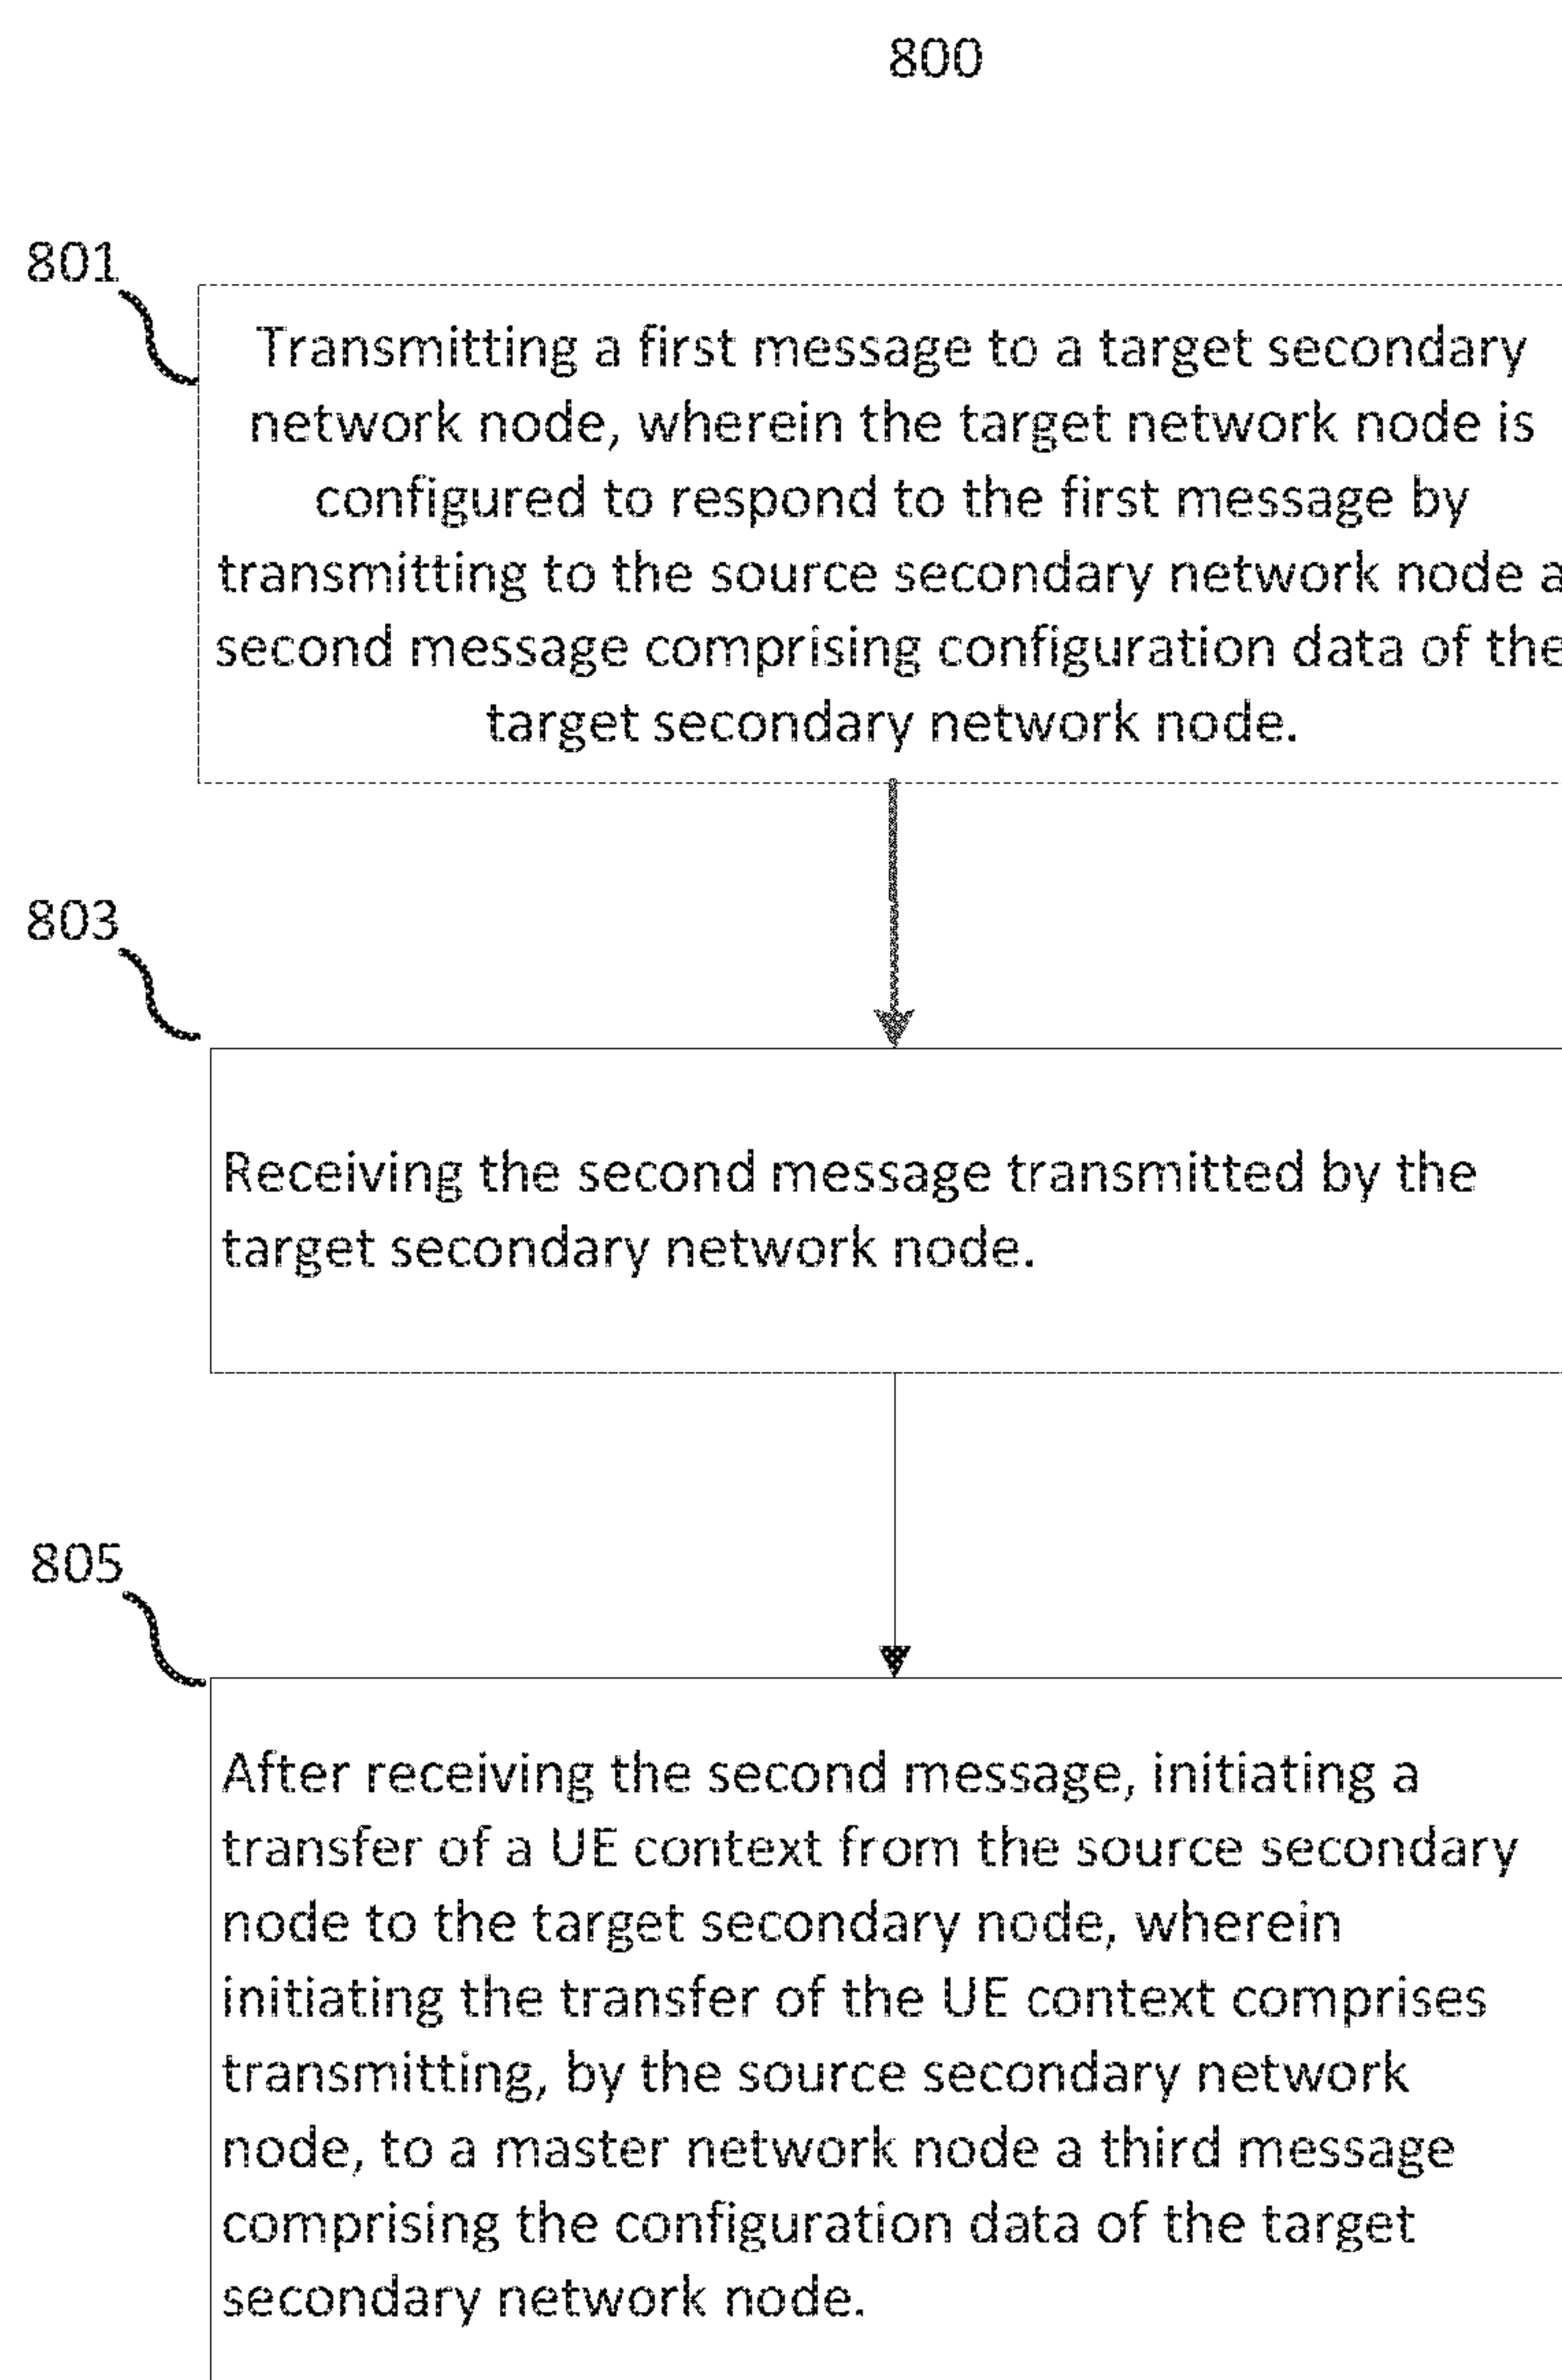 800
801
Transmitting a first message to a target secondary
network node, wherein the target network node is
configured to respond to the first message by
transmitting to the source secondary network node a
second message comprising configuration data of the
target secondary network node.
803
Receiving the second message transmitted by the
target secondary network node.
805
After receiving the second message, initiating a
transfer of a UE context from the source secondary
node to the target secondary node, wherein
initiating the transfer of the UE context comprises
transmitting, by the source secondary network
node, to a master network node a third message
comprising the configuration data of the target
secondary network node.